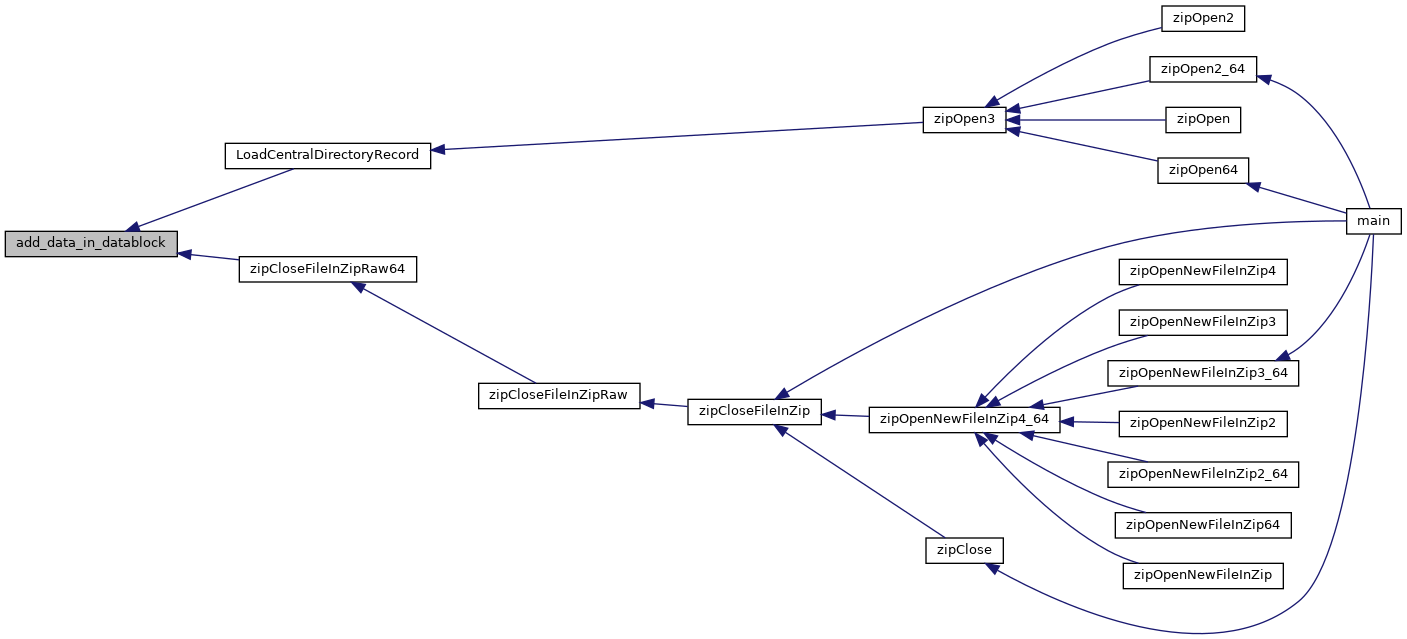 zipOpen2
zipOpen2_64
zipOpen3
zipOpen
LoadCentralDirectoryRecord
zipOpen64
main
add_data_in_datablock
zipCloseFileInZipRaw64
zipOpenNewFileInZip4
zipOpenNewFileInZip3
zipOpenNewFileInZip3_64
zipCloseFileInZipRaw
zipCloseFileInZip
zipOpenNewFileInZip4_64
zipOpenNewFileInZip2
zipOpenNewFileInZip2_64
zipOpenNewFileInZip64
zipClose
zipOpenNewFileInZip